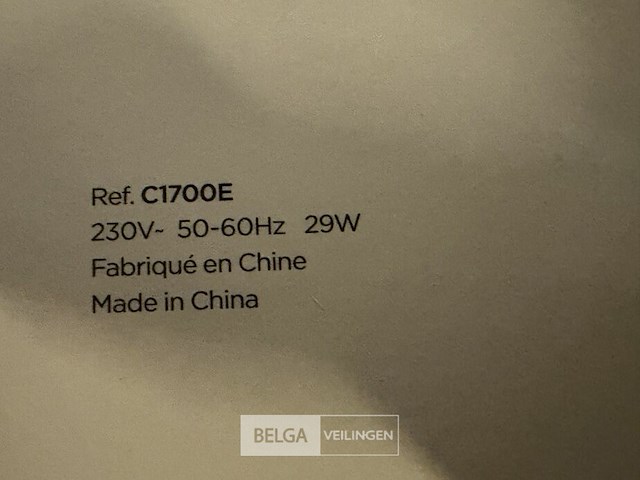 Ref. C1700E
230V~ 50-60Hz 29W
Fabriqué en Chine
Made in China
BELGA VEILINGEN